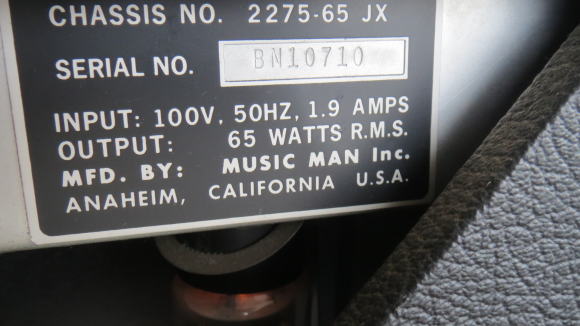 CHASSIS NO. 2275-65 JX
SERIAL NO. BN10710
INPUT: 100V, 50HZ, 1.9 AMPS
OUTPUT: 65 WATTS R.M.S.
MFD. BY: MUSIC MAN Inc.
ANAHEIM, CALIFORNIA U.S.A.